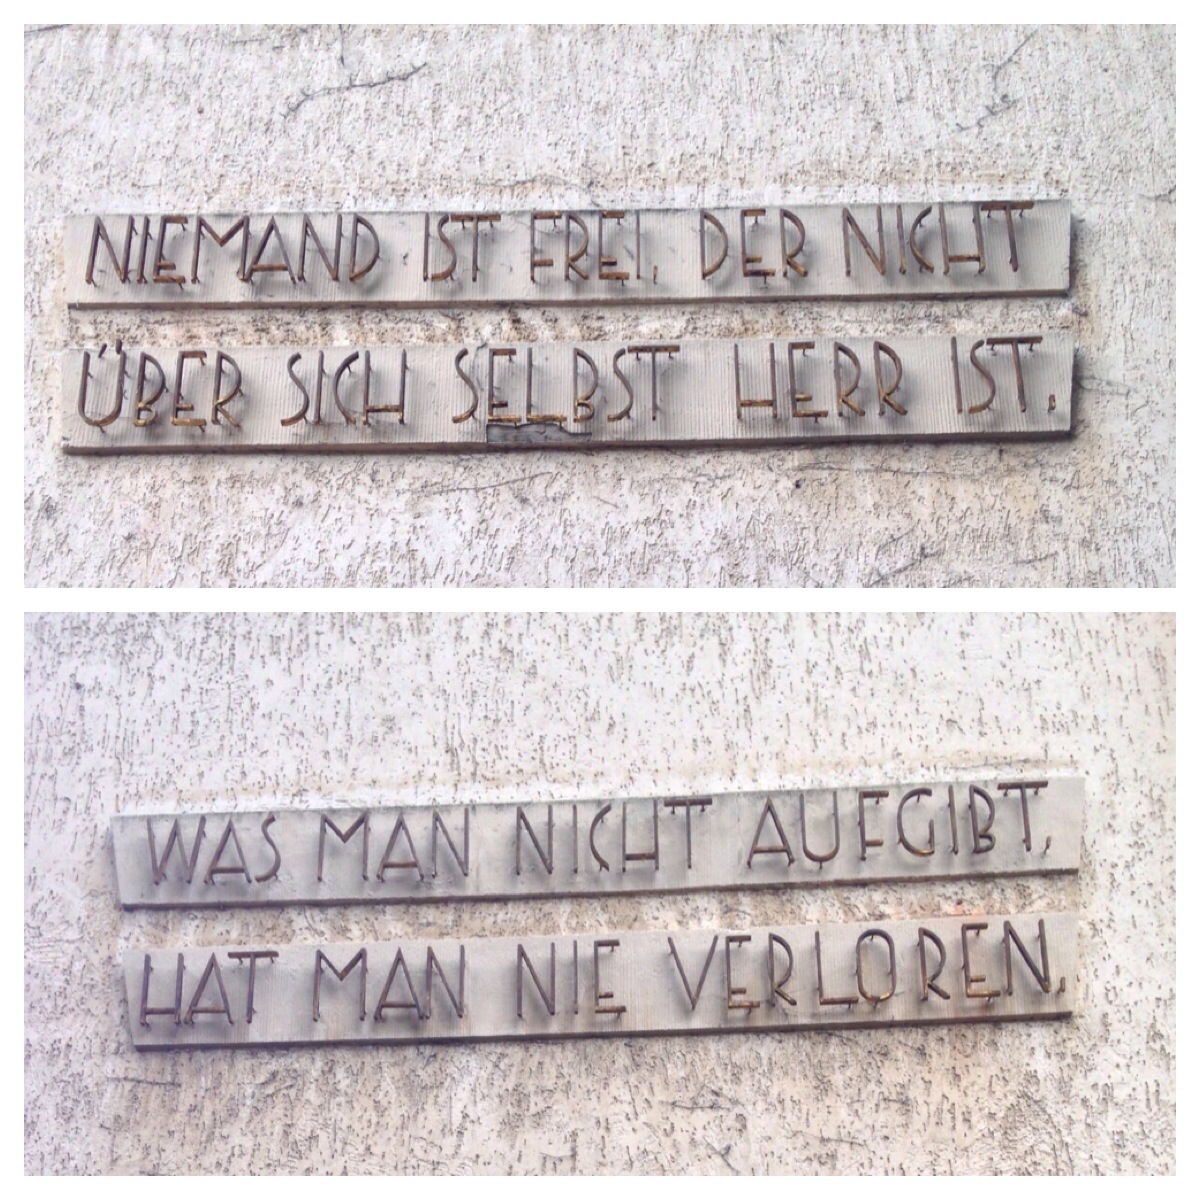 NIEMAND IST FREI, DER NICHT
ÜBER SICH SELBST HERR IST.
WAS MAN NICHT AUFGIBT,
HAT MAN NIE VERLOREN.